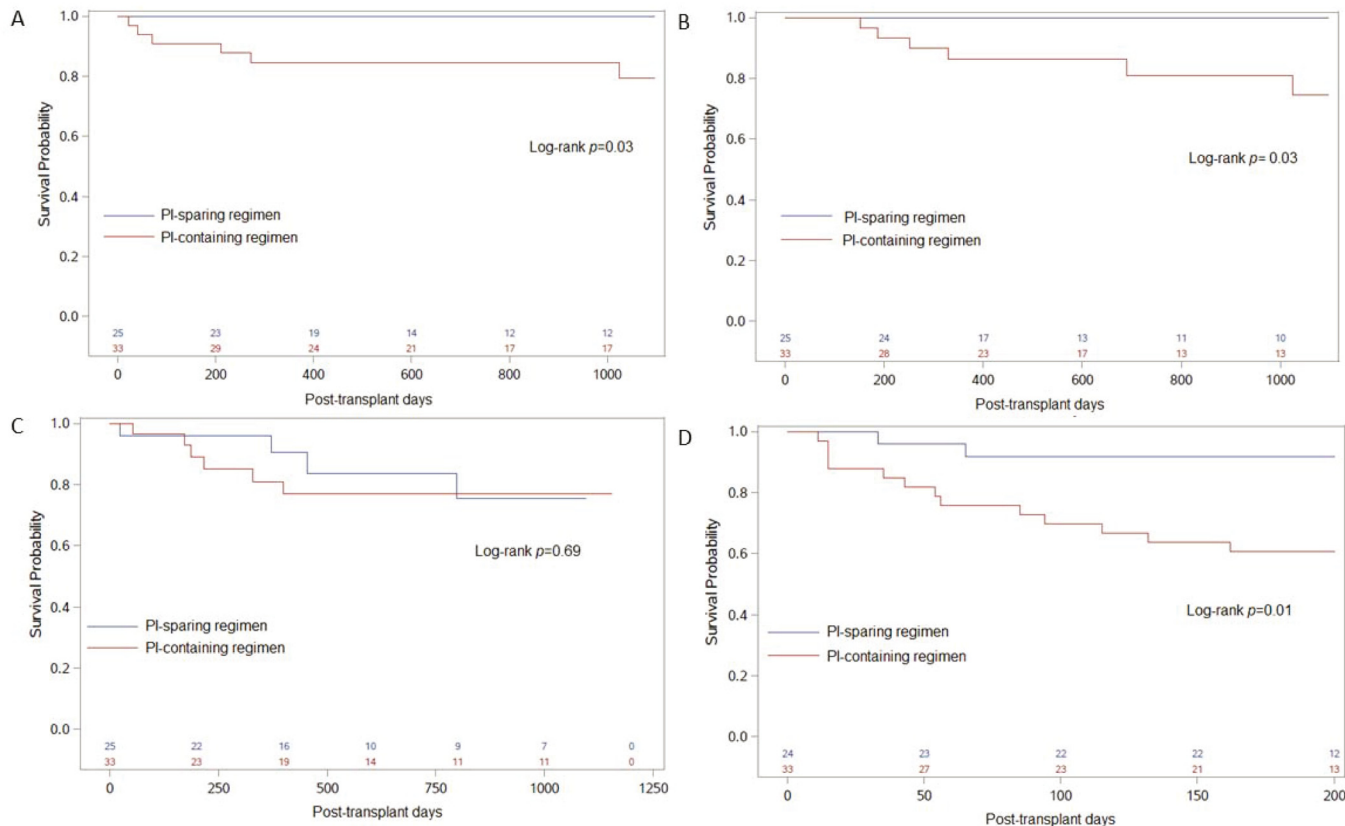 A
Survival Probability
1.0
0.8
0.6
0.4
0.2
0.0
Log-rank p=0.03
PI-sparing regimen
PI-containing regimen
25 23 19 14 12 12
33 29 24 21 17 17
0 200 400 600 800 1000
Post-transplant days
B
Survival Probability
1.0
0.8
0.6
0.4
0.2
0.0
Log-rank p= 0.03
PI-sparing regimen
PI-containing regimen
25 24 17 13 11 10
33 28 23 17 13 13
0 200 400 600 800 1000
Post-transplant days
C
Survival Probability
1.0
0.8
0.6
0.4
0.2
0.0
Log-rank p=0.69
PI-sparing regimen
PI-containing regimen
25 22 16 10 9 7 0
33 23 19 14 11 11 0
0 250 500 750 1000 1250
Post-transplant days
D
Survival Probability
1.0
0.8
0.6
0.4
0.2
0.0
Log-rank p=0.01
PI-sparing regimen
PI-containing regimen
24 23 22 22 12
33 27 23 21 13
0 50 100 150 200
Post-transplant days